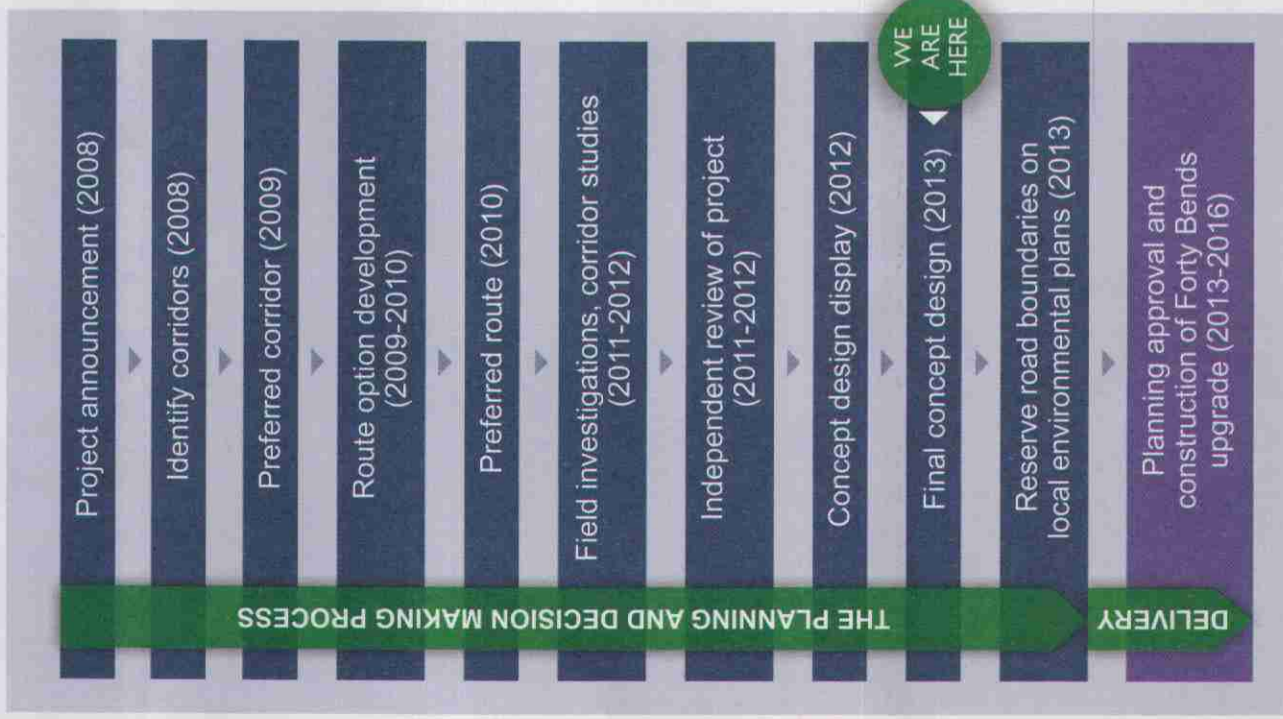 Project announcement (2008)
Identify corridors (2008)
Preferred corridor (2009)
Route option development
(2009-2010)
Preferred route (2010)
Field investigations, corridor studies
(2011-2012)
Independent review of project
(2011-2012)
Concept design display (2012)
Final concept design (2013)
WE
ARE
HERE
Reserve road boundaries on
local environmental plans (2013)
Planning approval and
construction of Forty Bends
upgrade (2013-2016)
THE PLANNING AND DECISION MAKING PROCESS
DELIVERY